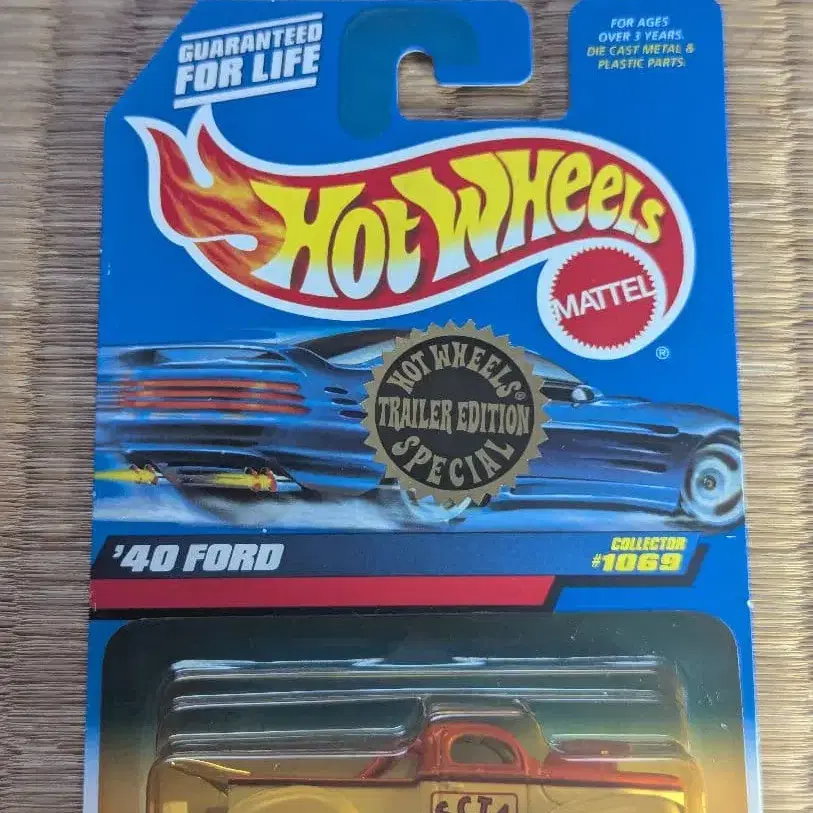 GUARANTEED
FOR LIFE
FOR AGES
OVER 3 YEARS.
DIE CAST METAL &
PLASTIC PARTS.
HOT WHEELS
MATTEL
®
HOT WHEELS®
TRAILER EDITION
SPECIAL
'40 FORD
COLLECTOR
#1069